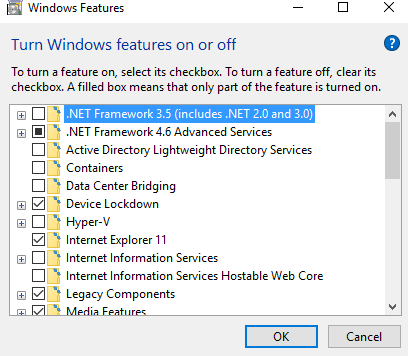 Windows Features
Turn Windows features on or off
To turn a feature on, select its checkbox. To turn a feature off, clear its
checkbox. A filled box means that only part of the feature is turned on.
.NET Framework 3.5 (includes .NET 2.0 and 3.0)
.NET Framework 4.6 Advanced Services
Active Directory Lightweight Directory Services
Containers
Data Center Bridging
Device Lockdown
Hyper-V
Internet Explorer 11
Internet Information Services
Internet Information Services Hostable Web Core
Legacy Components
Media Features
OK
Cancel